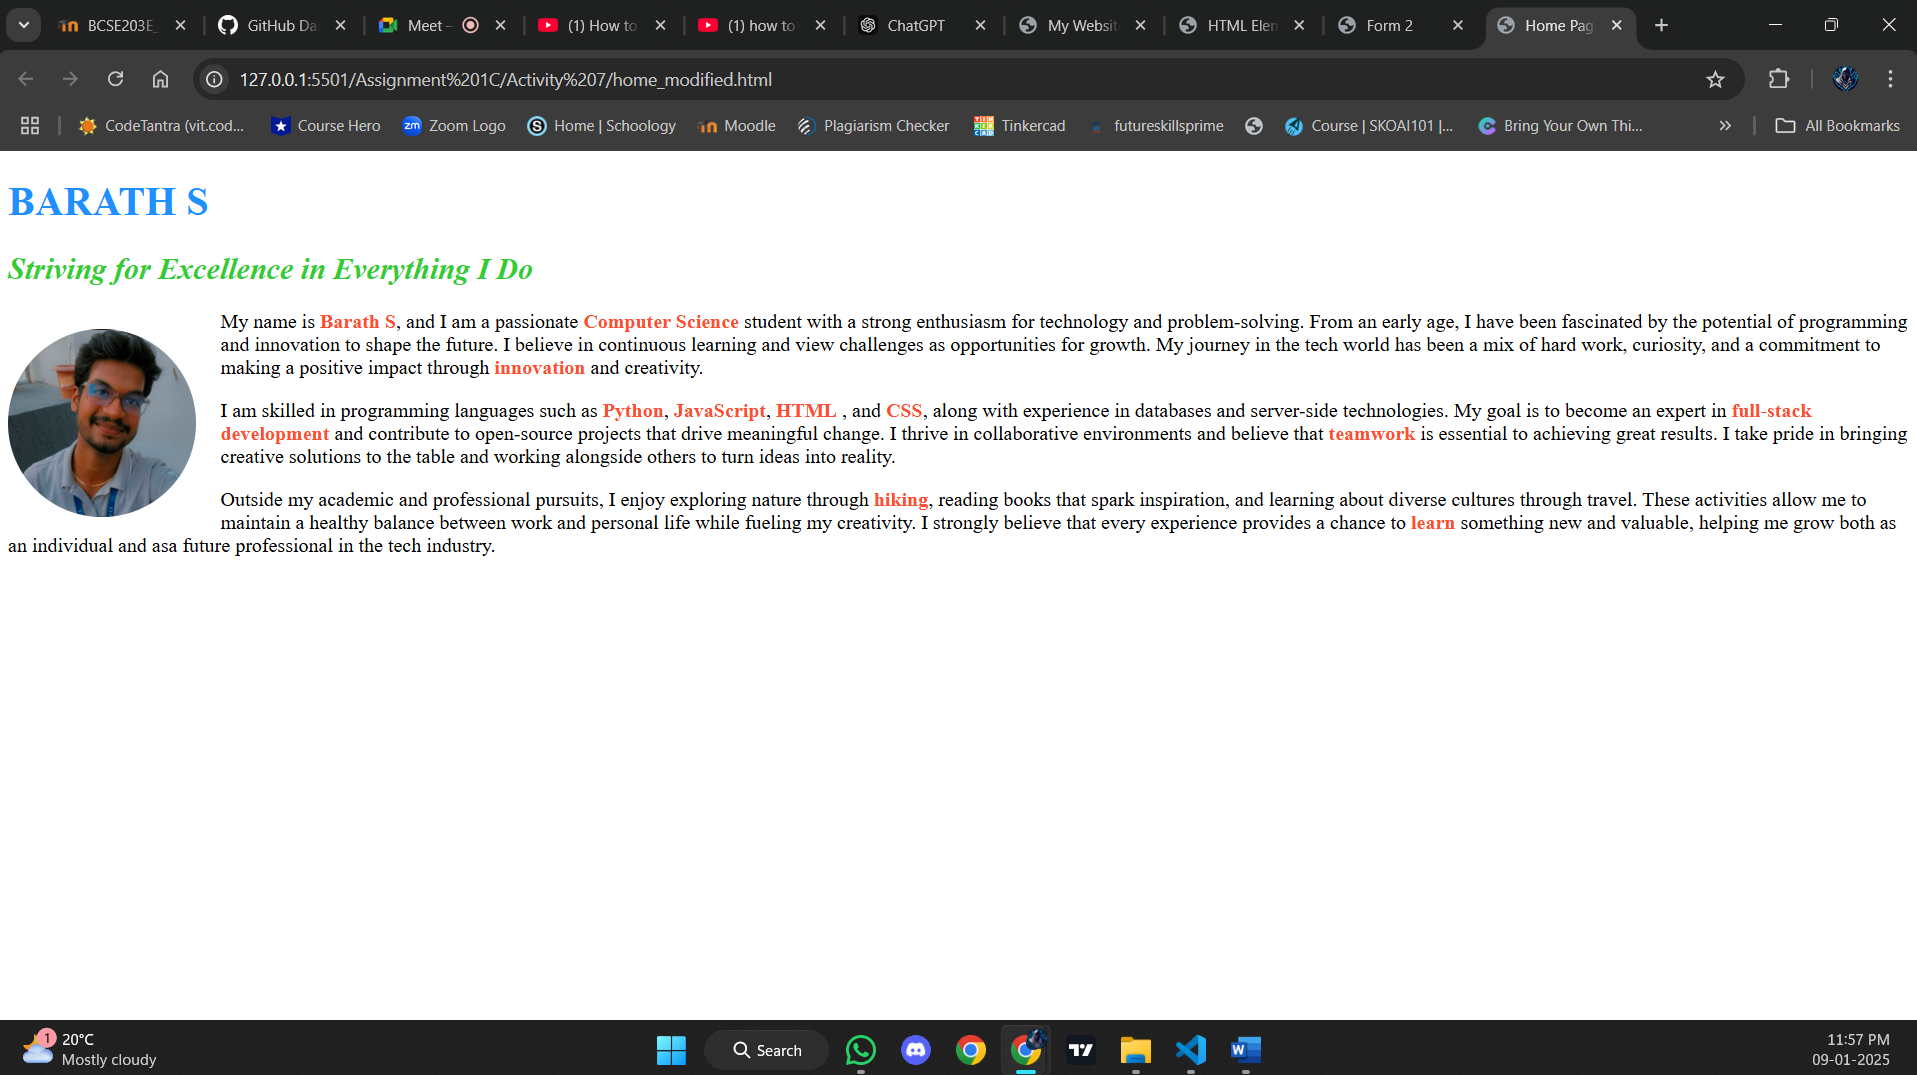 BCSE203E_
GitHub Da
Meet -
(1) How to
(1) how to
ChatGPT
My Websit
HTML Elem
Form 2
Home Pag
127.0.0.1:5501/Assignment%201C/Activity%207/home_modified.html
CodeTantra (vit.cod...
Course Hero
zm Zoom Logo
Home | Schoology
Moodle
Plagiarism Checker
Tinkercad
futureskillsprime
Course | SKOAI101 |...
Bring Your Own Thi...
All Bookmarks
BARATH S
Striving for Excellence in Everything I Do
My name is Barath S, and I am a passionate Computer Science student with a strong enthusiasm for technology and problem-solving. From an early age, I have been fascinated by the potential of programming
and innovation to shape the future. I believe in continuous learning and view challenges as opportunities for growth. My journey in the tech world has been a mix of hard work, curiosity, and a commitment to
making a positive impact through innovation and creativity.
I am skilled in programming languages such as Python, JavaScript, HTML , and CSS, along with experience in databases and server-side technologies. My goal is to become an expert in full-stack
development and contribute to open-source projects that drive meaningful change. I thrive in collaborative environments and believe that teamwork is essential to achieving great results. I take pride in bringing
creative solutions to the table and working alongside others to turn ideas into reality.
Outside my academic and professional pursuits, I enjoy exploring nature through hiking, reading books that spark inspiration, and learning about diverse cultures through travel. These activities allow me to
maintain a healthy balance between work and personal life while fueling my creativity. I strongly believe that every experience provides a chance to learn something new and valuable, helping me grow both as
an individual and asa future professional in the tech industry.
1
20°C
Mostly cloudy
Search
11:57 PM
09-01-2025